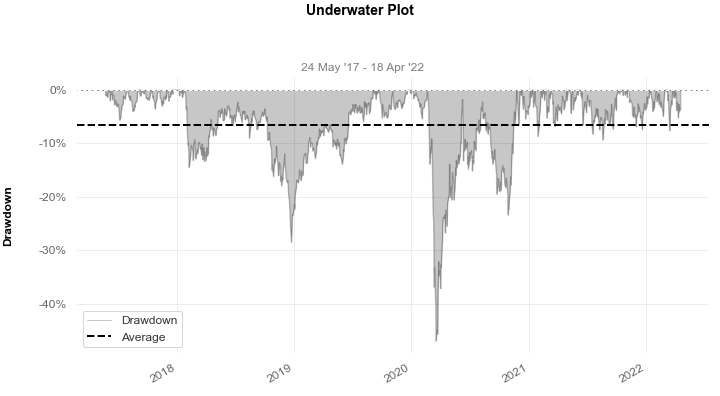 Underwater Plot
24 May '17 - 18 Apr '22
0%
-10%
-20%
-30%
-40%
Drawdown
Drawdown
Average
2018
2019
2020
2021
2022